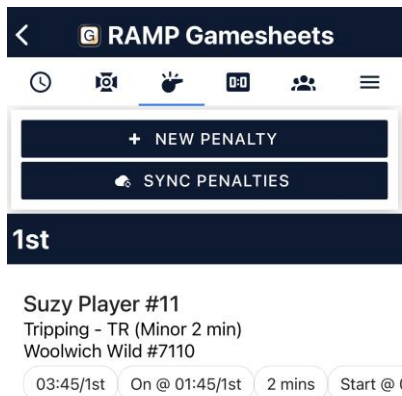 G RAMP Gamesheets
0:0
+ NEW PENALTY
SYNC PENALTIES
1st
Suzy Player #11
Tripping - TR (Minor 2 min)
Woolwich Wild #7110
03:45/1st On @ 01:45/1st 2 mins Start @